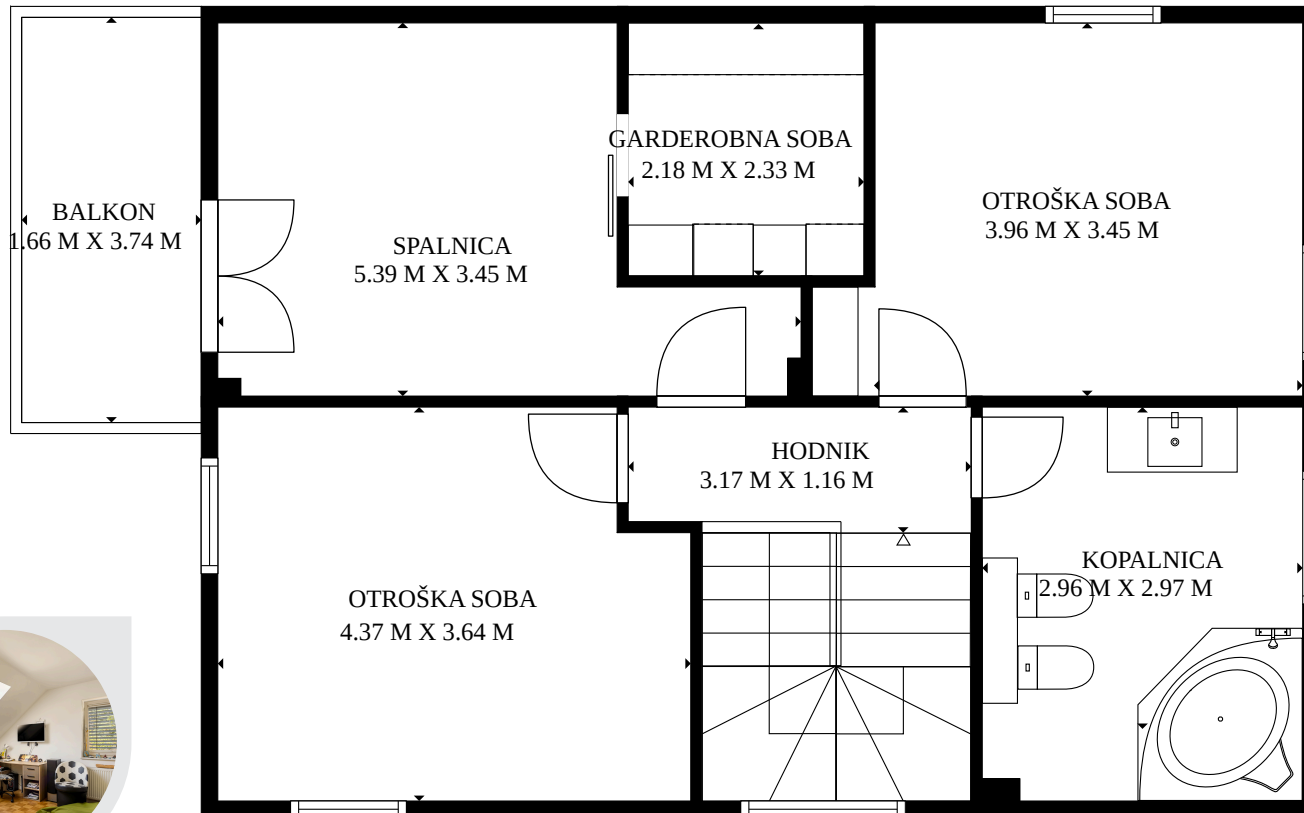 GARDEROBNA SOBA
2.18 M X 2.33 M
OTROŠKA SOBA
3.96 M X 3.45 M
BALKON
1.66 M X 3.74 M
SPALNICA
5.39 M X 3.45 M
HODNIK
3.17 M X 1.16 M
KOPALNICA
2.96 M X 2.97 M
OTROŠKA SOBA
4.37 M X 3.64 M